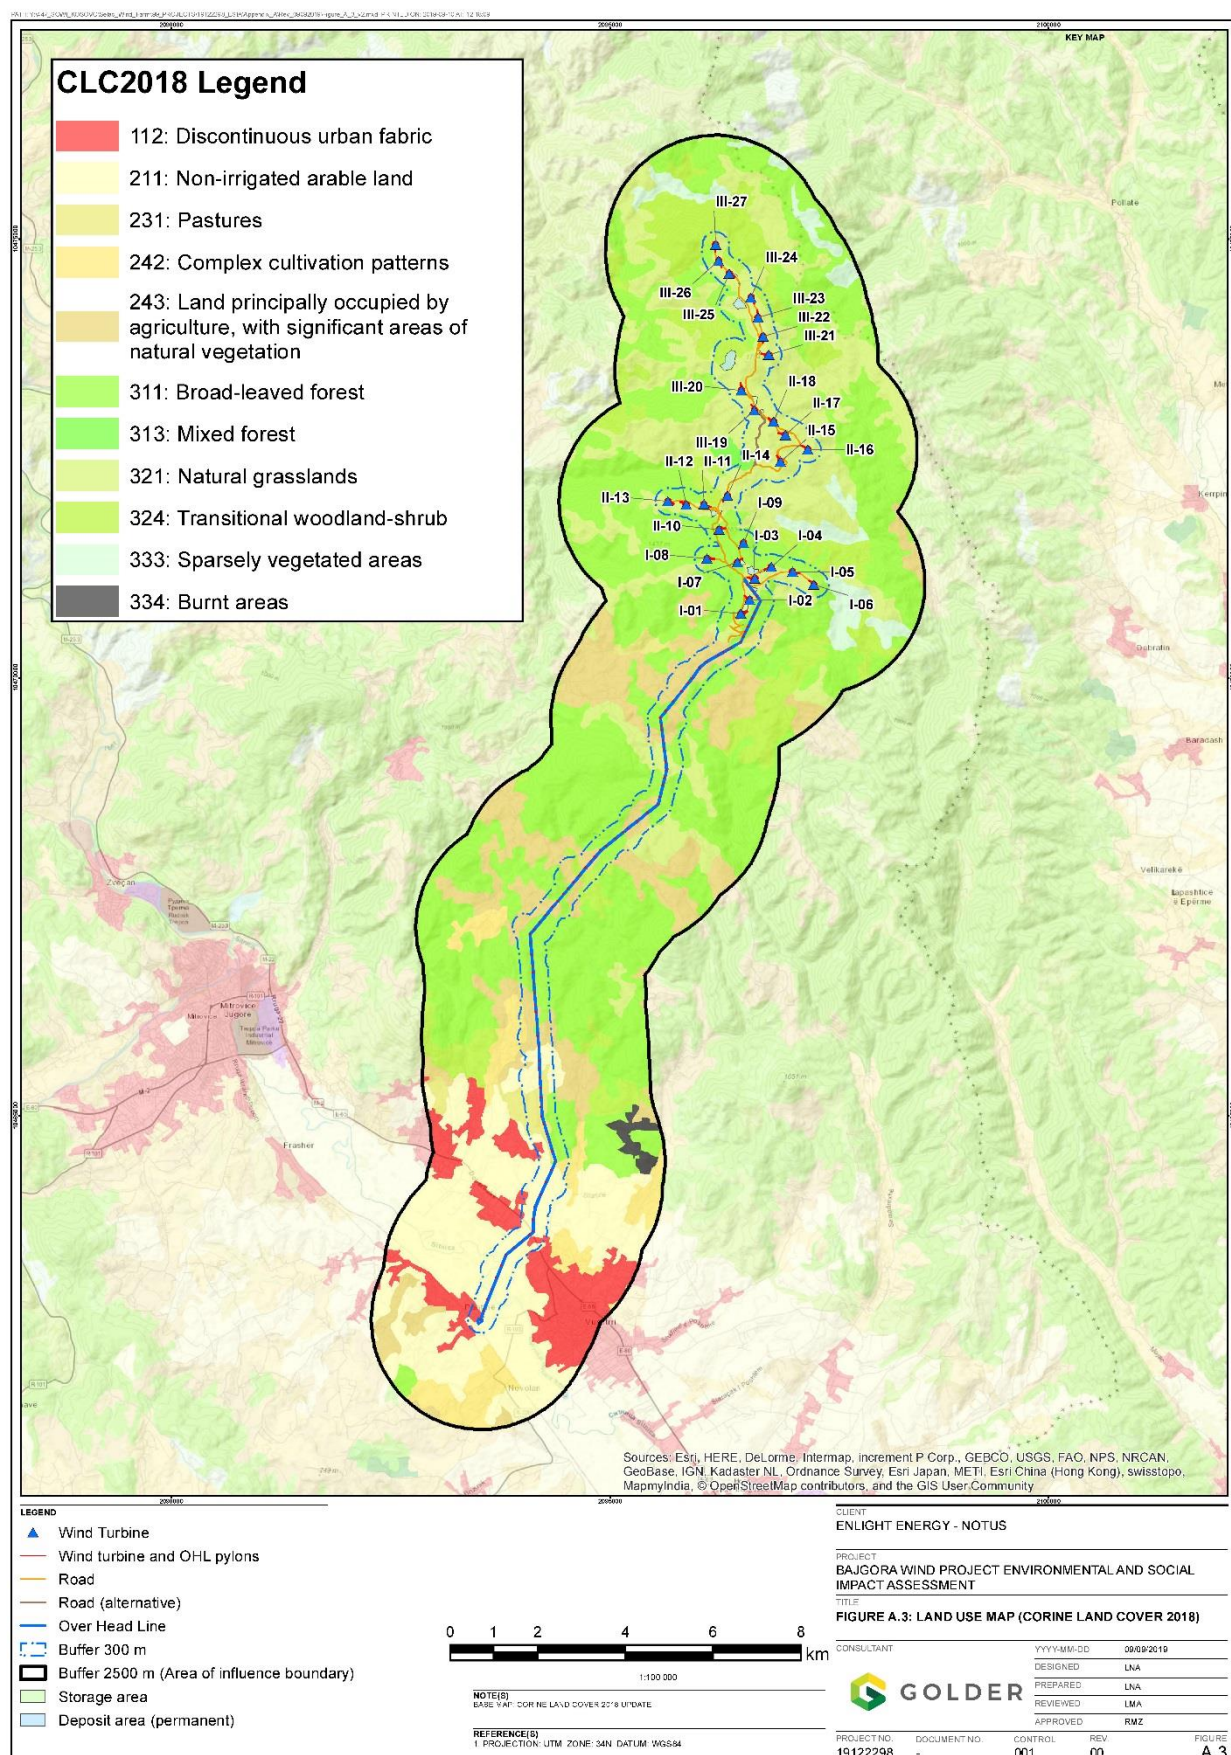 KEY MAP
CLC2018 Legend
112: Discontinuous urban fabric
211: Non-irrigated arable land
231: Pastures
242: Complex cultivation patterns
243: Land principally occupied by
agriculture, with significant areas of
natural vegetation
311: Broad-leaved forest
313: Mixed forest
321: Natural grasslands
324: Transitional woodland-shrub
333: Sparsely vegetated areas
334: Burnt areas
Pollate
III-27
III-24
III-26
III-23
III-25
III-22
III-21
II-18
III-20
II-17
II-15
III-19
II-14
II-16
II-12
II-11
II-13
I-09
II-10
I-03
I-04
I-08
I-05
I-07
I-02
I-06
I-01
Baradash
Velikareke
Zveçan
Mitrovice
Jugore
Frasher
Novolan
Sources: Esri, HERE, DeLorme, Intermap, increment P Corp., GEBCO, USGS, FAO, NPS, NRCAN,
GeoBase, IGN, Kadaster NL, Ordnance Survey, Esri Japan, METI, Esri China (Hong Kong), swisstopo,
MapmyIndia, © OpenStreetMap contributors, and the GIS User Community
2090000
2095000
2100000
LEGEND
Wind Turbine
Wind turbine and OHL pylons
Road
Road (alternative)
Over Head Line
Buffer 300 m
Buffer 2500 m (Area of influence boundary)
Storage area
Deposit area (permanent)
0 1 2 4 6 8
km
1:100 000
NOTE(S)
BASE MAP: CORINE LAND COVER 2018 UPDATE
REFERENCE(S)
1. PROJECTION: UTM ZONE: 34N DATUM: WGS84
CLIENT
ENLIGHT ENERGY - NOTUS
PROJECT
BAJGORA WIND PROJECT ENVIRONMENTAL AND SOCIAL
IMPACT ASSESSMENT
TITLE
FIGURE A.3: LAND USE MAP (CORINE LAND COVER 2018)
CONSULTANT
GOLDER
YYYY-MM-DD 09/09/2019
DESIGNED LNA
PREPARED LNA
REVIEWED LMA
APPROVED RMZ
PROJECT NO. DOCUMENT NO. CONTROL REV. FIGURE
19122298 - 001 00 A.3